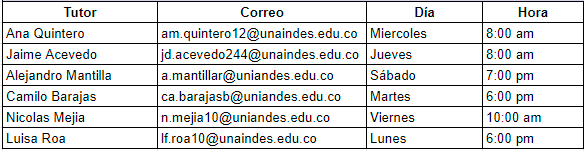 Tutor Correo Día Hora
Ana Quintero am.quintero12@unaindes.edu.co Miercoles 8:00 am
Jaime Acevedo jd.acevedo244@unaindes.edu.co Jueves 8:00 am
Alejandro Mantilla a.mantillar@uniandes.edu.co Sábado 7:00 pm
Camilo Barajas ca.barajasb@uniandes.edu.co Martes 6:00 pm
Nicolas Mejia n.mejia10@uniandes.edu.co Viernes 10:00 am
Luisa Roa lf.roa10@unaindes.edu.co Lunes 6:00 pm